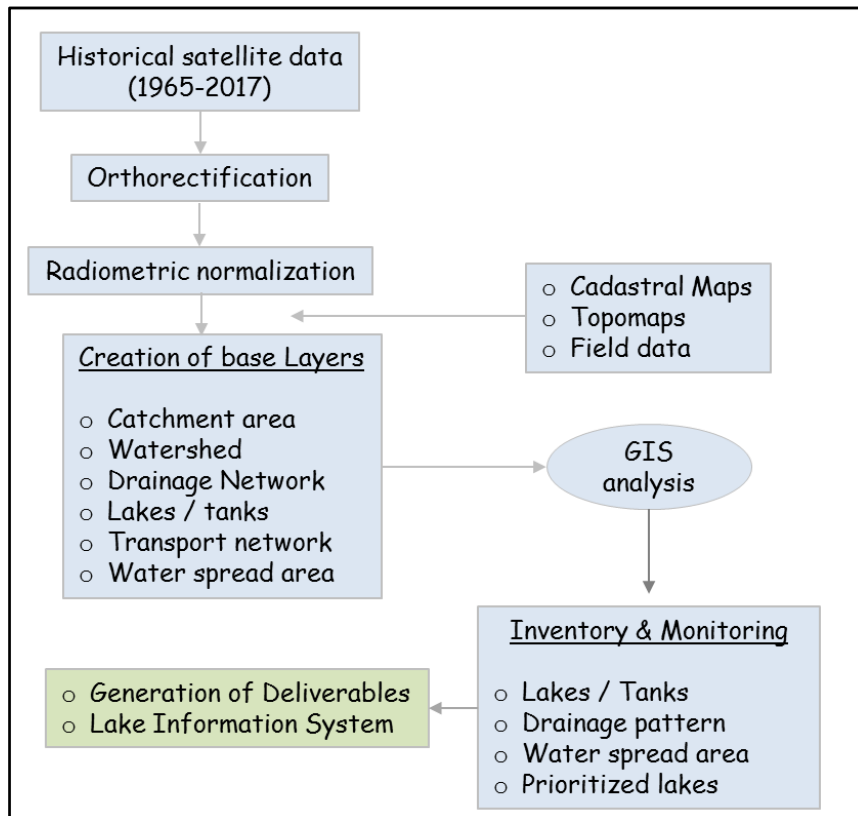 Historical satellite data
(1965-2017)
Orthorectification
Radiometric normalization
o Cadastral Maps
o Topomaps
o Field data
Creation of base Layers
o Catchment area
o Watershed
o Drainage Network
o Lakes / tanks
o Transport network
o Water spread area
GIS
analysis
Inventory & Monitoring
o Lakes / Tanks
o Drainage pattern
o Water spread area
o Prioritized lakes
o Generation of Deliverables
o Lake Information System